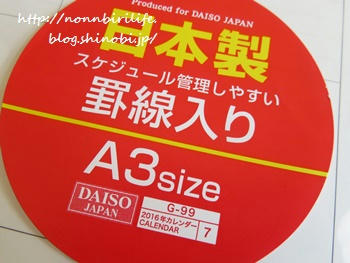 http://nonnbirilife.
blog.shinobi.jp/
Produced for DAISO JAPAN
日本製
スケジュール管理しやすい
罫線入り
A3size
DAISO
JAPAN
G-99
2016年カレンダー
CALENDAR
7